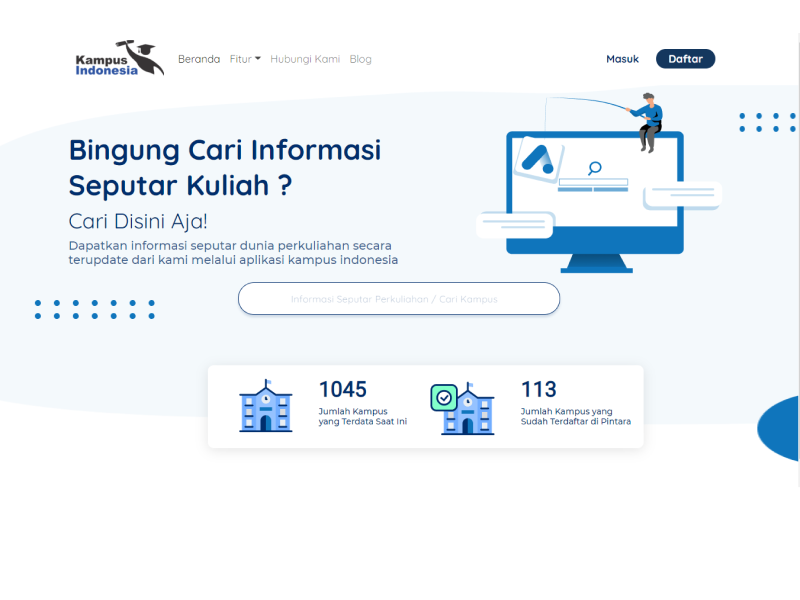 Kampus
Indonesia
Beranda Fitur Hubungi Kami Blog
Masuk Daftar
Bingung Cari Informasi
Seputar Kuliah ?
Cari Disini Aja!
Dapatkan informasi seputar dunia perkuliahan secara
terupdate dari kami melalui aplikasi kampus indonesia
Informasi Seputar Perkuliahan / Cari Kampus
1045
Jumlah Kampus
yang Terdata Saat Ini
113
Jumlah Kampus yang
Sudah Terdaftar di Pintara